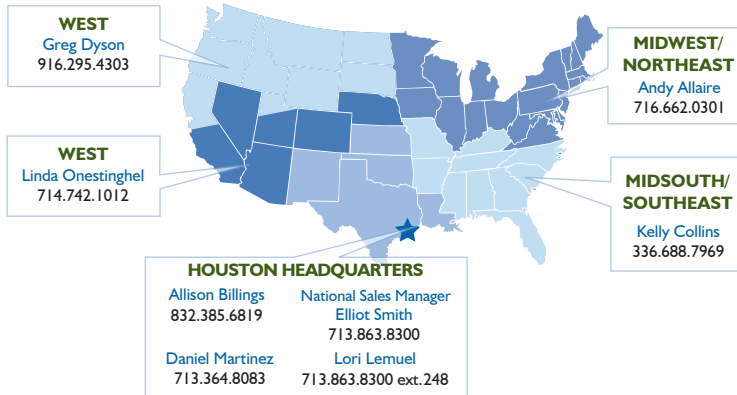 WEST
Greg Dyson
916.295.4303
WEST
Linda Onestinghel
714.742.1012
MIDWEST/
NORTHEAST
Andy Allaire
716.662.0301
MIDSOUTH/
SOUTHEAST
Kelly Collins
336.688.7969
HOUSTON HEADQUARTERS
Allison Billings
832.385.6819
National Sales Manager
Elliot Smith
713.863.8300
Daniel Martinez
713.364.8083
Lori Lemuel
713.863.8300 ext.248